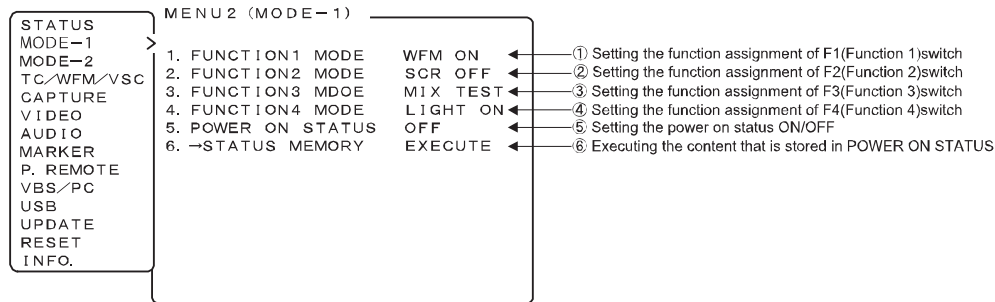 STATUS
MODE-1 >
MODE-2
TC/WFM/VSC
CAPTURE
VIDEO
AUDIO
MARKER
P. REMOTE
VBS/PC
USB
UPDATE
RESET
INFO.
MENU2 (MODE-1)
1. FUNCTION1 MODE WFM ON
2. FUNCTION2 MODE SCR OFF
3. FUNCTION3 MDOE MIX TEST
4. FUNCTION4 MODE LIGHT ON
5. POWER ON STATUS OFF
6. →STATUS MEMORY EXECUTE
① Setting the function assignment of F1(Function 1)switch
② Setting the function assignment of F2(Function 2)switch
③ Setting the function assignment of F3(Function 3)switch
④ Setting the function assignment of F4(Function 4)switch
⑤ Setting the power on status ON/OFF
⑥ Executing the content that is stored in POWER ON STATUS